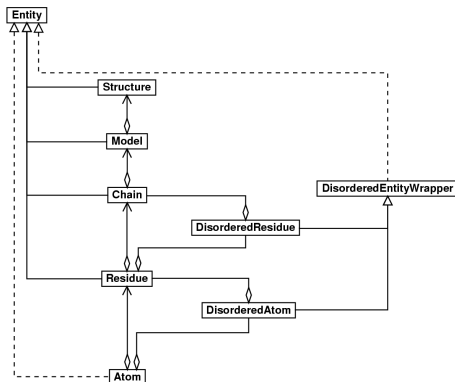 Entity
Structure
Model
DisorderedEntityWrapper
Chain
DisorderedResidue
Residue
DisorderedAtom
Atom